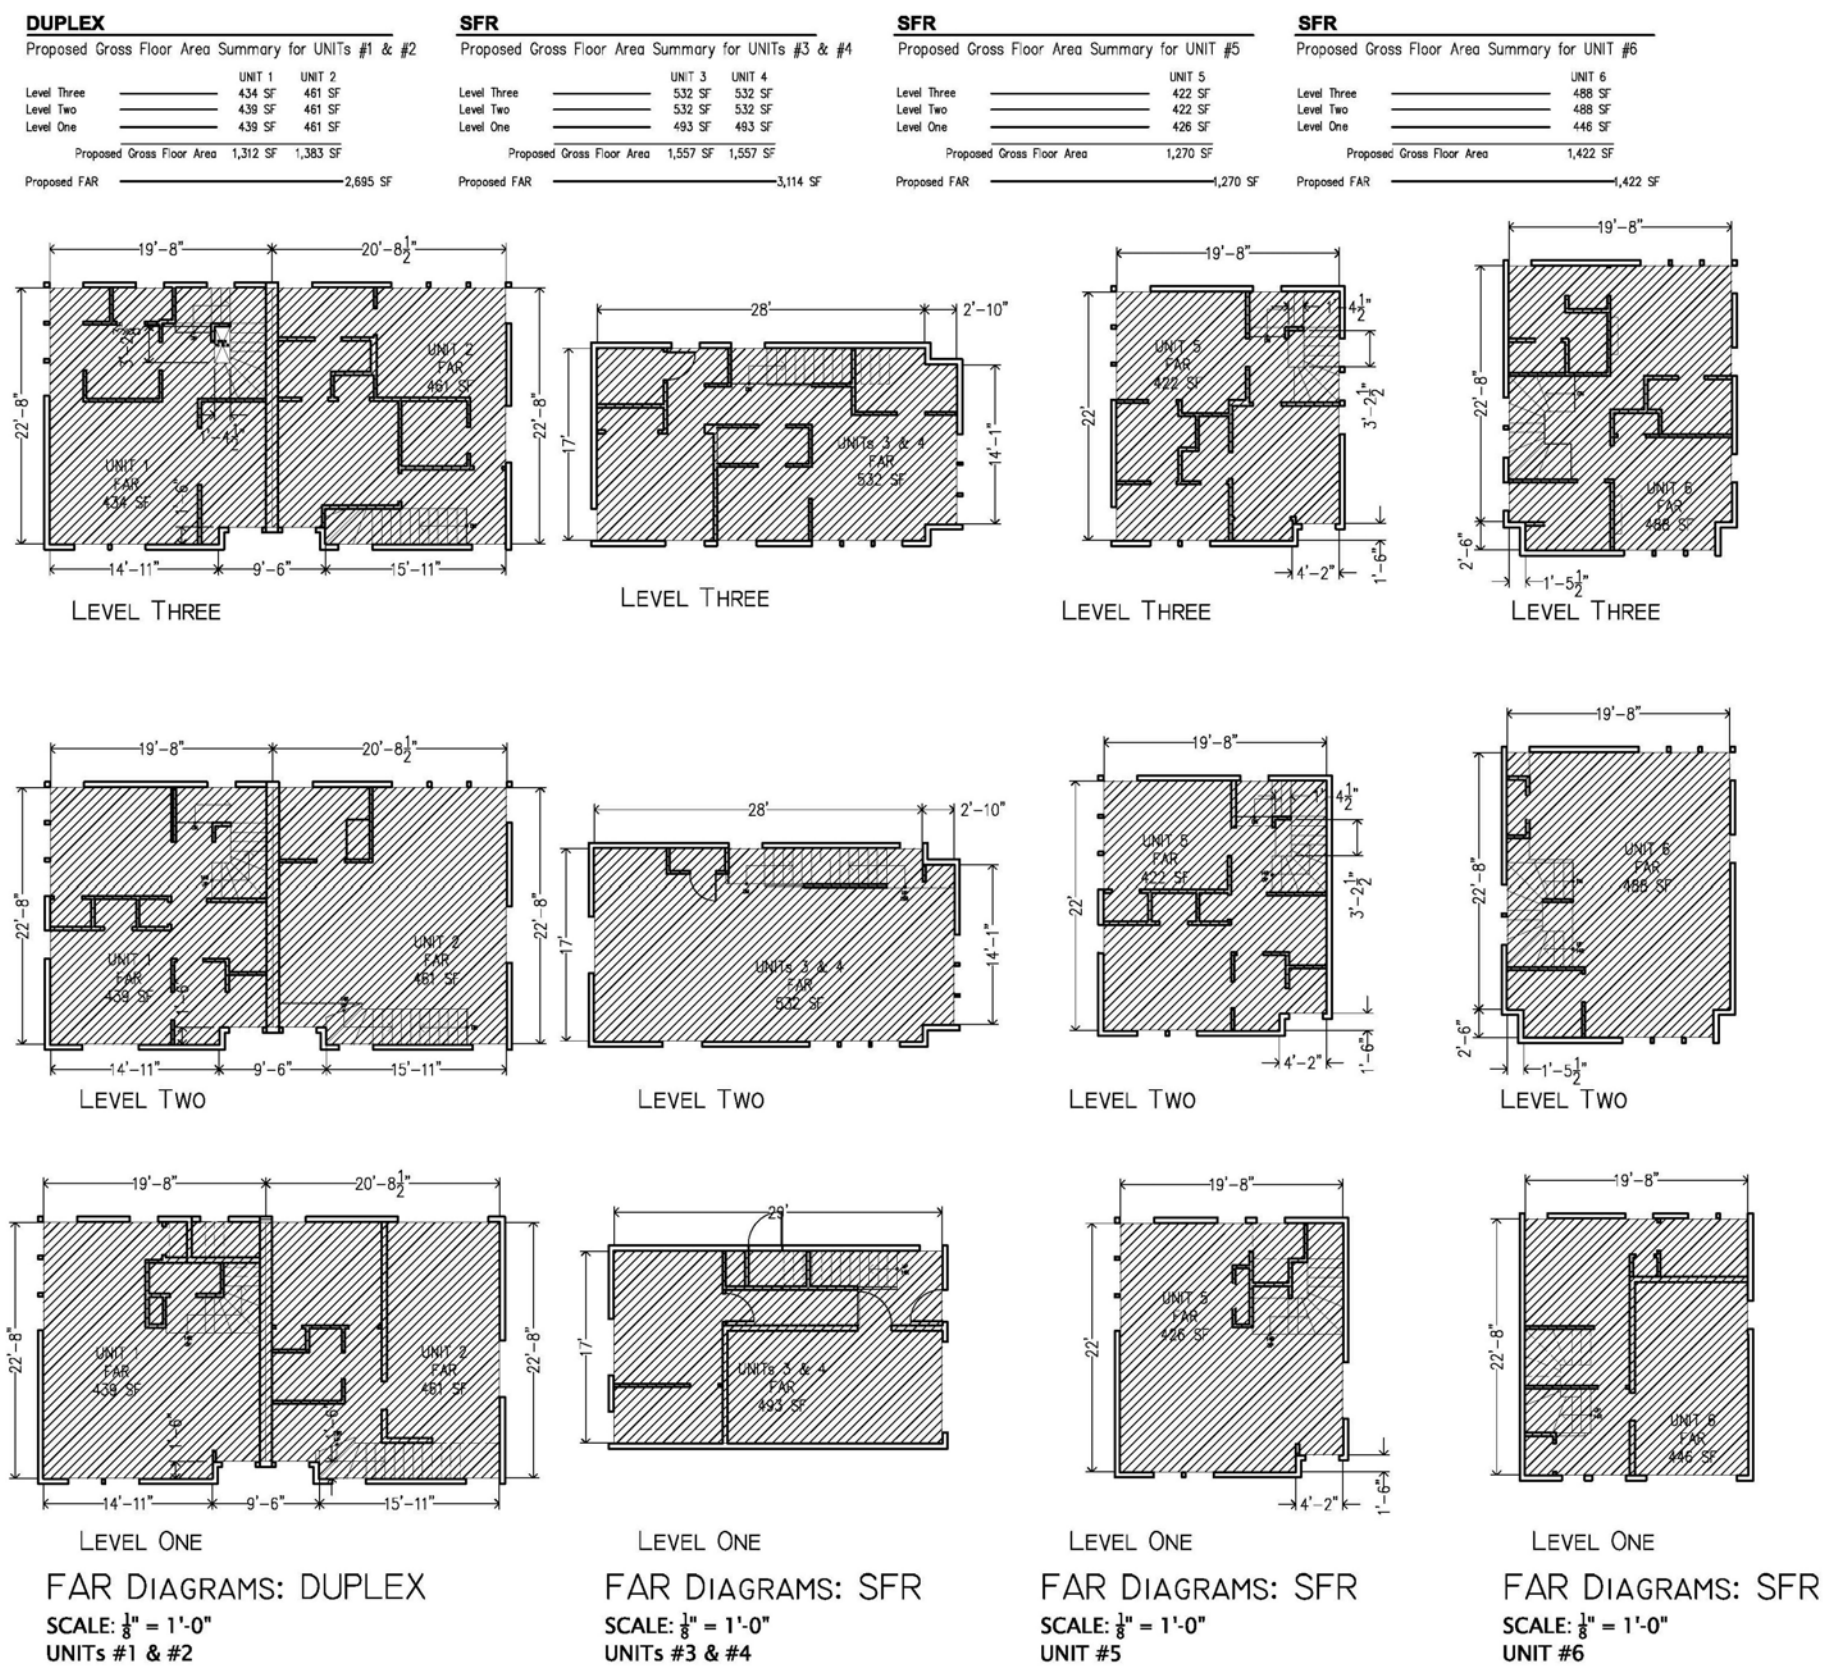 DUPLEX
Proposed Gross Floor Area Summary for UNITs #1 & #2
UNIT 1 UNIT 2
Level Three 434 SF 461 SF
Level Two 439 SF 461 SF
Level One 439 SF 461 SF
Proposed Gross Floor Area 1,312 SF 1,383 SF
Proposed FAR 2,695 SF
SFR
Proposed Gross Floor Area Summary for UNITs #3 & #4
UNIT 3 UNIT 4
Level Three 532 SF 532 SF
Level Two 532 SF 532 SF
Level One 493 SF 493 SF
Proposed Gross Floor Area 1,557 SF 1,557 SF
Proposed FAR 3,114 SF
SFR
Proposed Gross Floor Area Summary for UNIT #5
UNIT 5
Level Three 422 SF
Level Two 422 SF
Level One 426 SF
Proposed Gross Floor Area 1,270 SF
Proposed FAR 1,270 SF
SFR
Proposed Gross Floor Area Summary for UNIT #6
UNIT 6
Level Three 488 SF
Level Two 488 SF
Level One 446 SF
Proposed Gross Floor Area 1,422 SF
Proposed FAR 1,422 SF
19'-8" 20'-8½"
22'-8"
UNIT 2
FAR
461 SF
22'-8"
1'-4½"
UNIT 1
FAR
434 SF
1'-6"
14'-11" 9'-6" 15'-11"
LEVEL THREE
28' 2'-10"
17'
UNITs 3 & 4
FAR
532 SF
14'-1"
LEVEL THREE
19'-8"
1'-4½"
UNIT 5
FAR
422 SF
22'
3'-2½"
4'-2"
1'-6"
LEVEL THREE
19'-8"
22'-8"
UNIT 6
FAR
488 SF
2'-6"
1'-5½"
LEVEL THREE
19'-8" 20'-8½"
22'-8"
22'-8"
UNIT 2
FAR
461 SF
UNIT 1
FAR
439 SF
1'-6"
14'-11" 9'-6" 15'-11"
LEVEL TWO
28' 2'-10"
17'
14'-1"
UNITs 3 & 4
FAR
532 SF
LEVEL TWO
19'-8"
1'-4½"
UNIT 5
FAR
422 SF
22'
3'-2½"
4'-2"
1'-6"
LEVEL TWO
19'-8"
UNIT 6
FAR
488 SF
22'-8"
2'-6"
1'-5½"
LEVEL TWO
19'-8" 20'-8½"
22'-8"
UNIT 1
FAR
439 SF
UNIT 2
FAR
461 SF
22'-8"
1'-6"
1'-6"
14'-11" 9'-6" 15'-11"
LEVEL ONE
29'
17'
UNITs 3 & 4
FAR
493 SF
LEVEL ONE
19'-8"
UNIT 5
FAR
426 SF
22'
4'-2"
1'-6"
LEVEL ONE
19'-8"
22'-8"
UNIT 6
FAR
446 SF
LEVEL ONE
FAR DIAGRAMS: DUPLEX
SCALE: ⅛" = 1'-0"
UNITs #1 & #2
FAR DIAGRAMS: SFR
SCALE: ⅛" = 1'-0"
UNITs #3 & #4
FAR DIAGRAMS: SFR
SCALE: ⅛" = 1'-0"
UNIT #5
FAR DIAGRAMS: SFR
SCALE: ⅛" = 1'-0"
UNIT #6